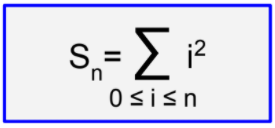 Sₙ= ∑ i²
0 ≤ i ≤ n